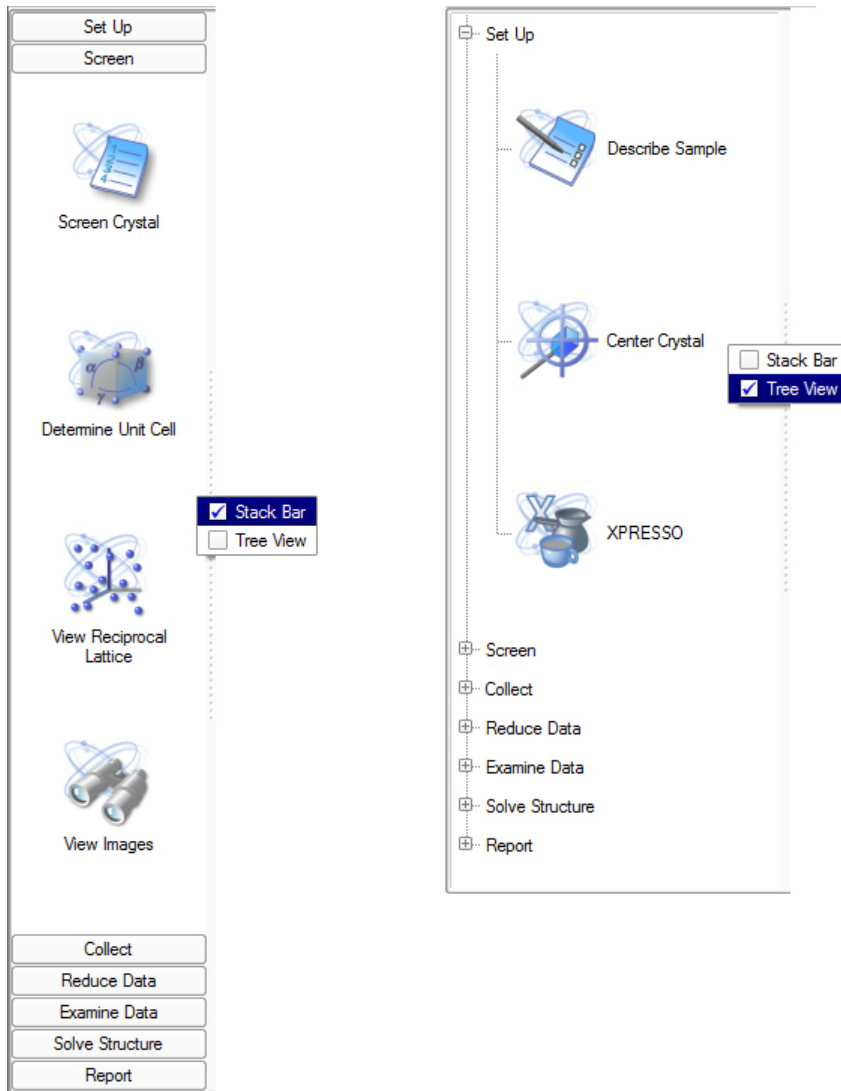 Set Up
Screen
Screen Crystal
α β
γ
Determine Unit Cell
Stack Bar
Tree View
View Reciprocal
Lattice
View Images
Collect
Reduce Data
Examine Data
Solve Structure
Report
Set Up
Describe Sample
Center Crystal
Stack Bar
Tree View
X
XPRESSO
Screen
Collect
Reduce Data
Examine Data
Solve Structure
Report